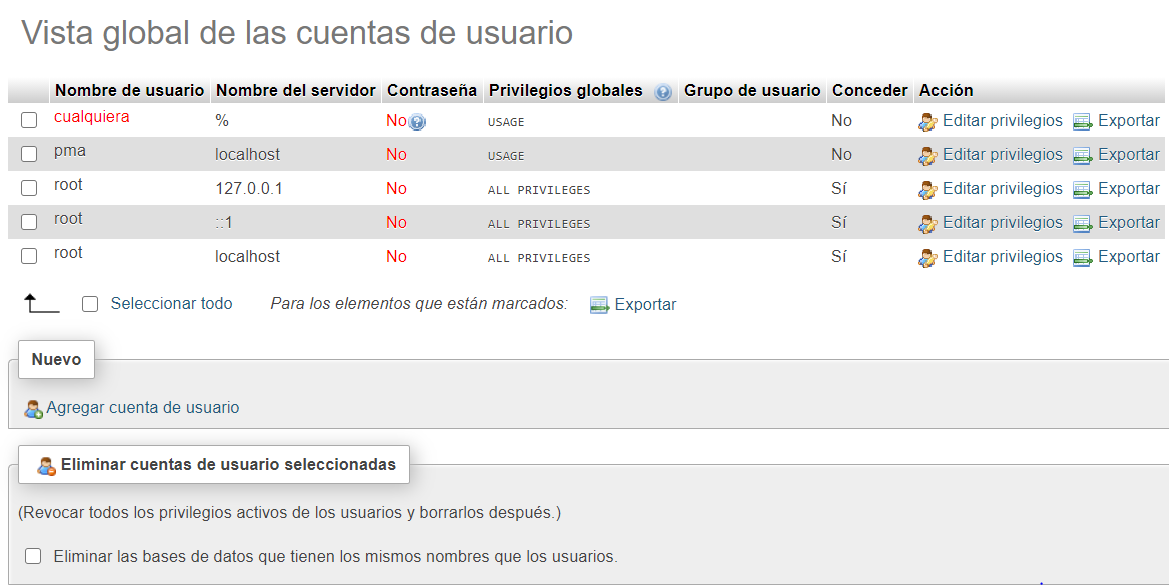 Vista global de las cuentas de usuario
Nombre de usuario Nombre del servidor Contraseña Privilegios globales Grupo de usuario Conceder Acción
cualquiera % No USAGE No Editar privilegios Exportar
pma localhost No USAGE No Editar privilegios Exportar
root 127.0.0.1 No ALL PRIVILEGES Sí Editar privilegios Exportar
root ::1 No ALL PRIVILEGES Sí Editar privilegios Exportar
root localhost No ALL PRIVILEGES Sí Editar privilegios Exportar
Seleccionar todo Para los elementos que están marcados: Exportar
Nuevo
Agregar cuenta de usuario
Eliminar cuentas de usuario seleccionadas
(Revocar todos los privilegios activos de los usuarios y borrarlos después.)
Eliminar las bases de datos que tienen los mismos nombres que los usuarios.